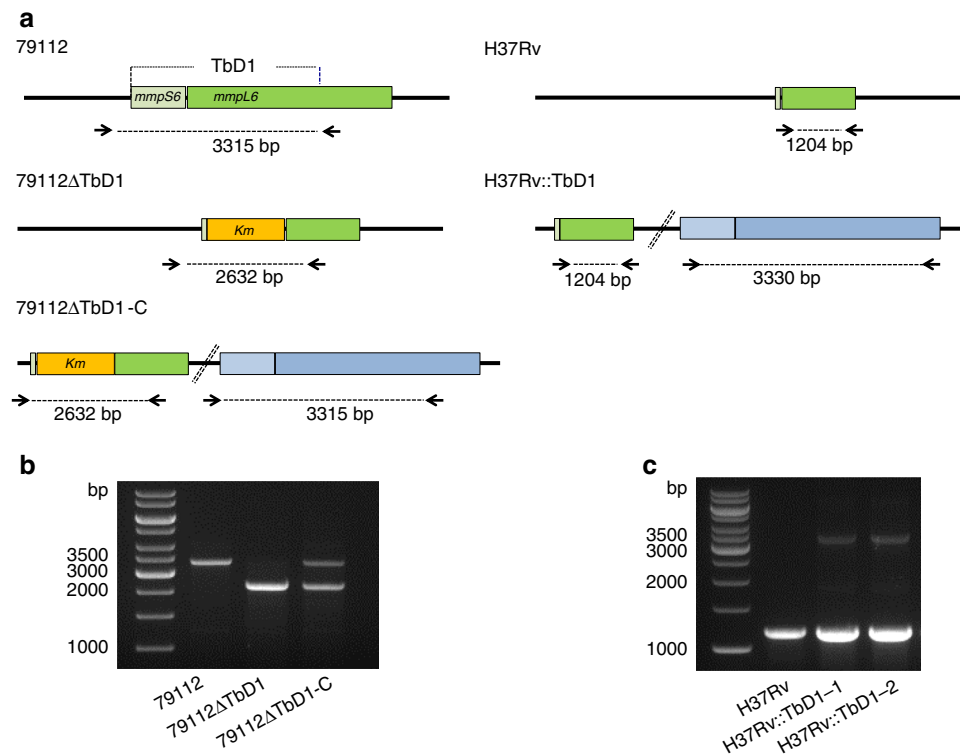 a
79112
TbD1
mmpS6 mmpL6
3315 bp
H37Rv
1204 bp
79112ΔTbD1
Km
2632 bp
H37Rv::TbD1
1204 bp
3330 bp
79112ΔTbD1-C
Km
2632 bp
3315 bp
b
bp
3500
3000
2000
1000
79112
79112ΔTbD1
79112ΔTbD1-C
c
bp
3500
3000
2000
1000
H37Rv
H37Rv::TbD1–1
H37Rv::TbD1–2